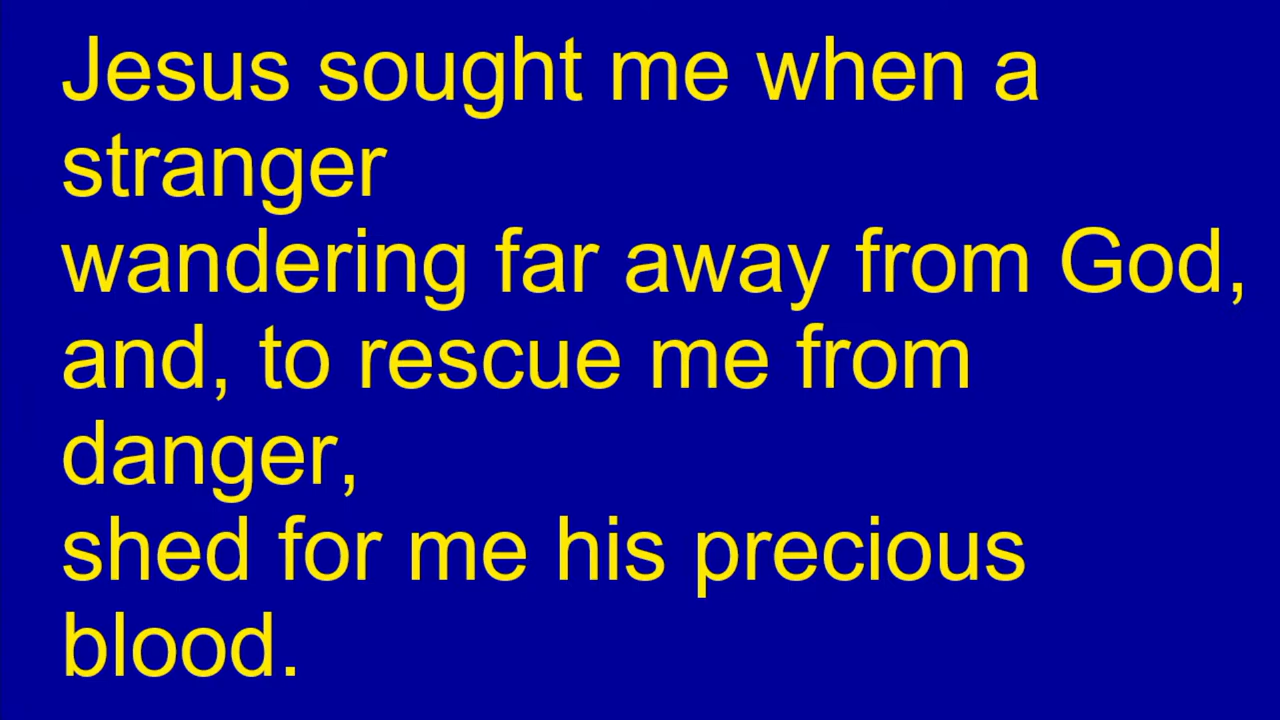 Jesus sought me when a
stranger
wandering far away from God,
and, to rescue me from
danger,
shed for me his precious
blood.